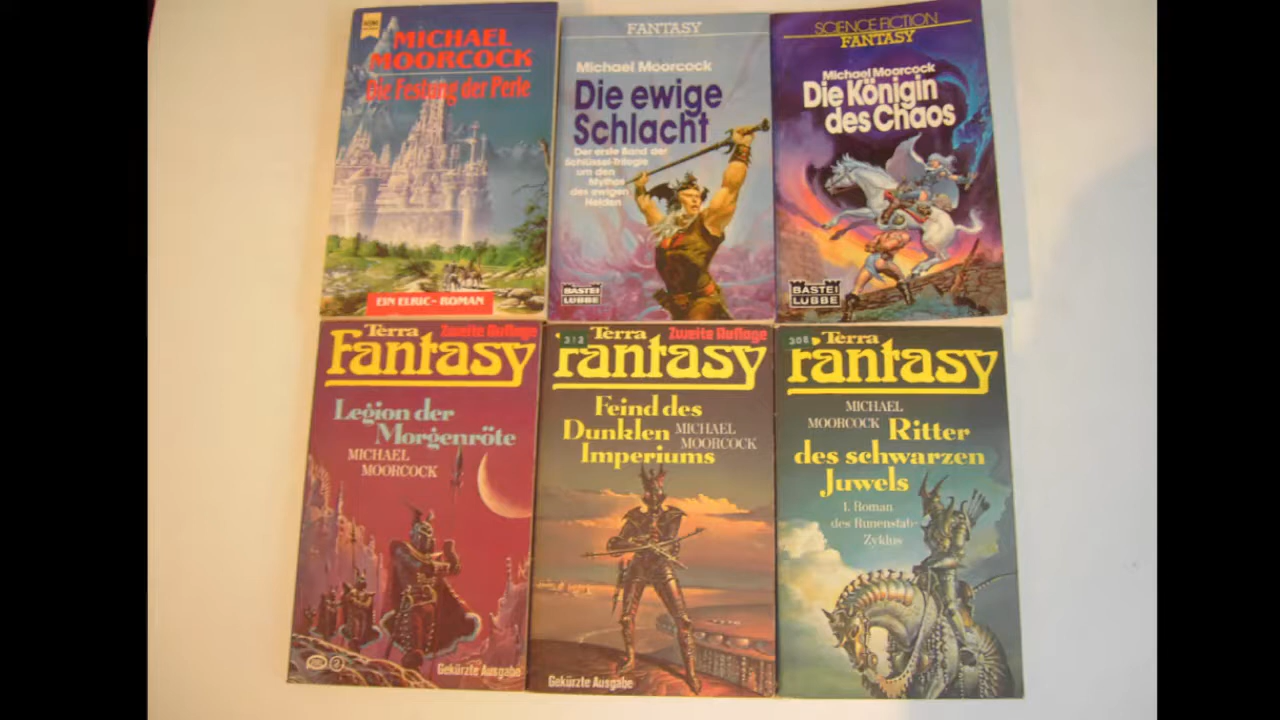 HEYNE
MICHAEL
MOORCOCK
Die Festung der Perle
EIN ELRIC-ROMAN
FANTASY
Michael Moorcock
Die ewige
Schlacht
Der erste Band der
Schlüssel-Trilogie
um den
Mythos
des ewigen
Helden
BASTEI
LÜBBE
SCIENCE FICTION
FANTASY
Michael Moorcock
Die Königin
des Chaos
BASTEI
LÜBBE
Terra Zweite Auflage
Fantasy
Legion der
Morgenröte
MICHAEL
MOORCOCK
2
Gekürzte Ausgabe
312 Terra Zweite Auflage
Fantasy
Feind des
Dunklen MICHAEL
Imperiums MOORCOCK
Gekürzte Ausgabe
306 Terra
Fantasy
MICHAEL
MOORCOCK Ritter
des schwarzen
Juwels
1. Roman
des Runenstab-
Zyklus